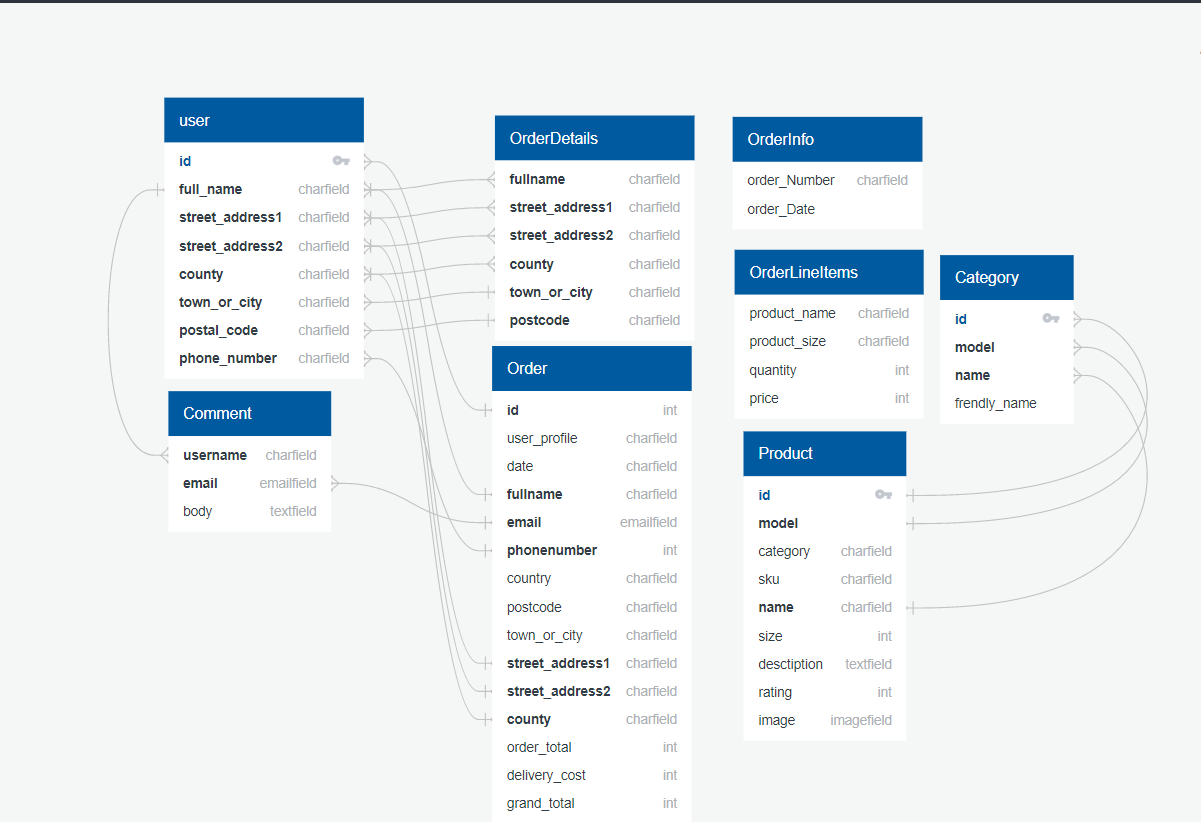 user
id
full_name charfield
street_address1 charfield
street_address2 charfield
county charfield
town_or_city charfield
postal_code charfield
phone_number charfield
Comment
username charfield
email emailfield
body textfield
OrderDetails
fullname charfield
street_address1 charfield
street_address2 charfield
county charfield
town_or_city charfield
postcode charfield
Order
id int
user_profile charfield
date charfield
fullname charfield
email emailfield
phonenumber int
country charfield
postcode charfield
town_or_city charfield
street_address1 charfield
street_address2 charfield
county charfield
order_total int
delivery_cost int
grand_total int
OrderInfo
order_Number charfield
order_Date
OrderLineItems
product_name charfield
product_size charfield
quantity int
price int
Category
id
model
name
frendly_name
Product
id
model
category charfield
sku charfield
name charfield
size int
desctiption textfield
rating int
image imagefield